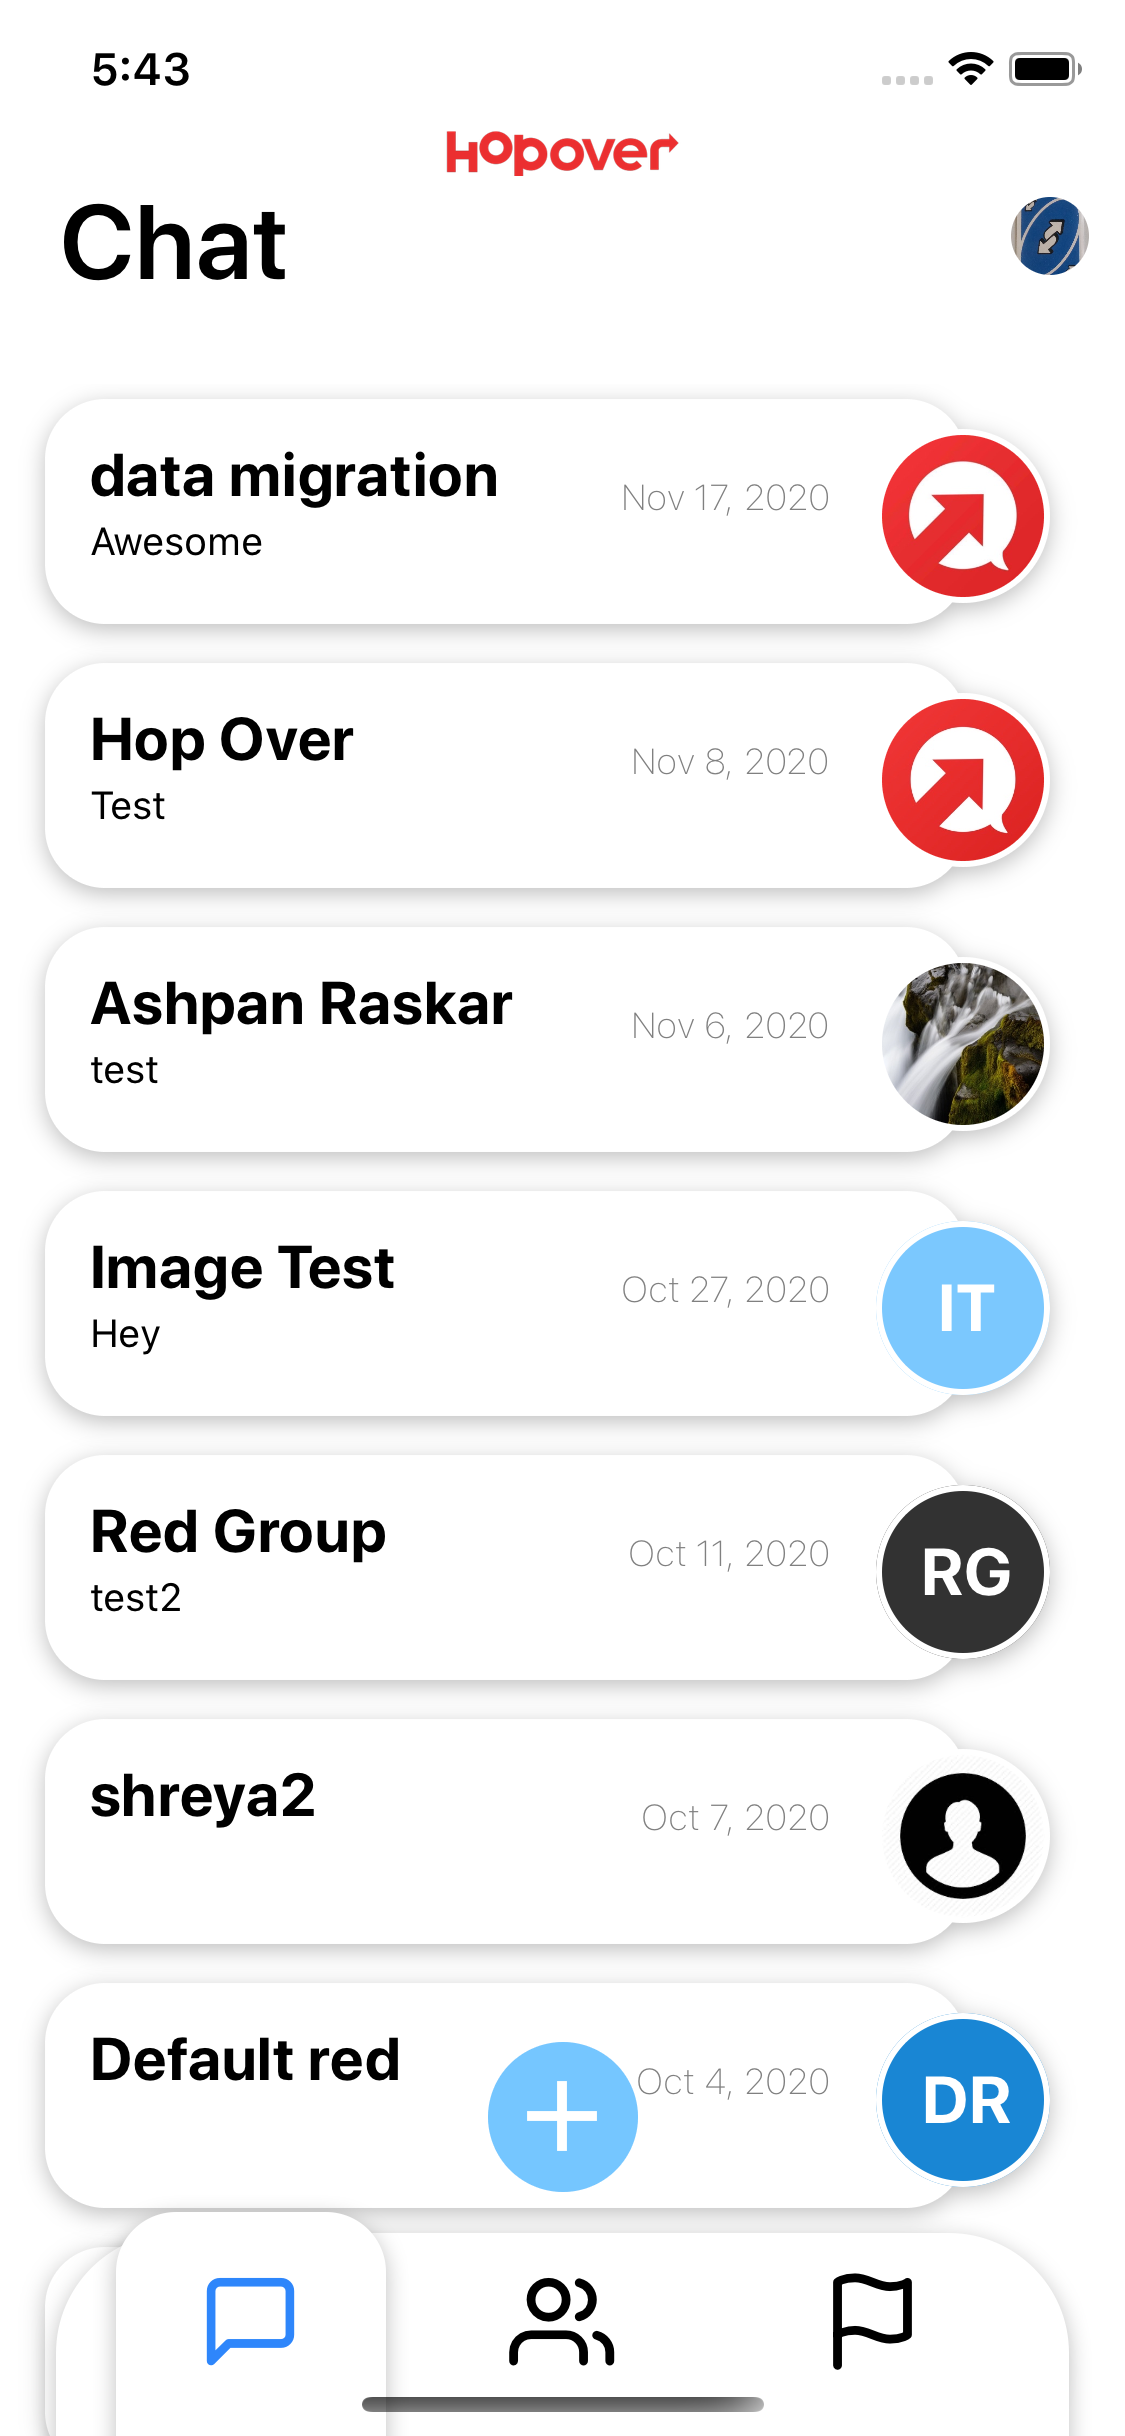 5:43
Hopover
Chat
data migration
Nov 17, 2020
Awesome
Hop Over
Nov 8, 2020
Test
Ashpan Raskar
Nov 6, 2020
test
Image Test
Oct 27, 2020
Hey
IT
Red Group
Oct 11, 2020
test2
RG
shreya2
Oct 7, 2020
Default red
Oct 4, 2020
DR